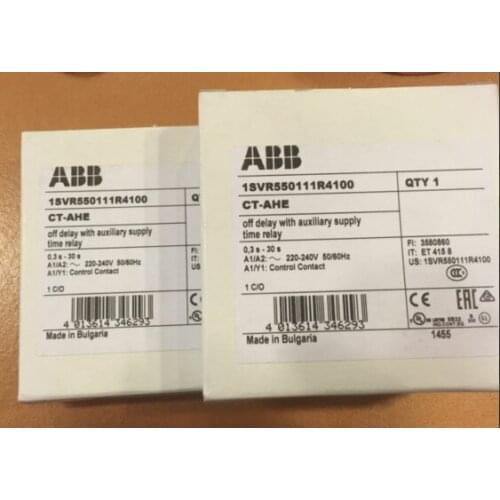 ABB
1SVR550111R4100
CT-AHE
off delay with auxiliary supply
time relay
0,3 s - 30 s
A1/A2: ~ 220-240V 50/60Hz
A1/Y1: Control Contact
1 C/O
4 013614 346293
Made in Bulgaria
ABB
1SVR550111R4100
QTY 1
CT-AHE
off delay with auxiliary supply
time relay
0,3 s - 30 s
A1/A2: ~ 220-240V 50/60Hz
A1/Y1: Control Contact
1 C/O
FI: 3580860
IT: ET 415 8
US: 1SVR550111R4100
CCC
CE EAC
4 013614 346293
Made in Bulgaria
1455